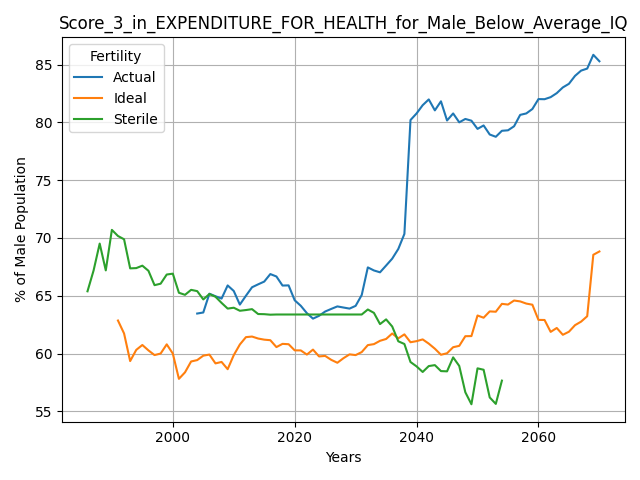 Score_3_in_EXPENDITURE_FOR_HEALTH_for_Male_Below_Average_IQ
Fertility
Actual
Ideal
Sterile
85
80
75
70
65
60
55
% of Male Population
2000
2020
2040
2060
Years